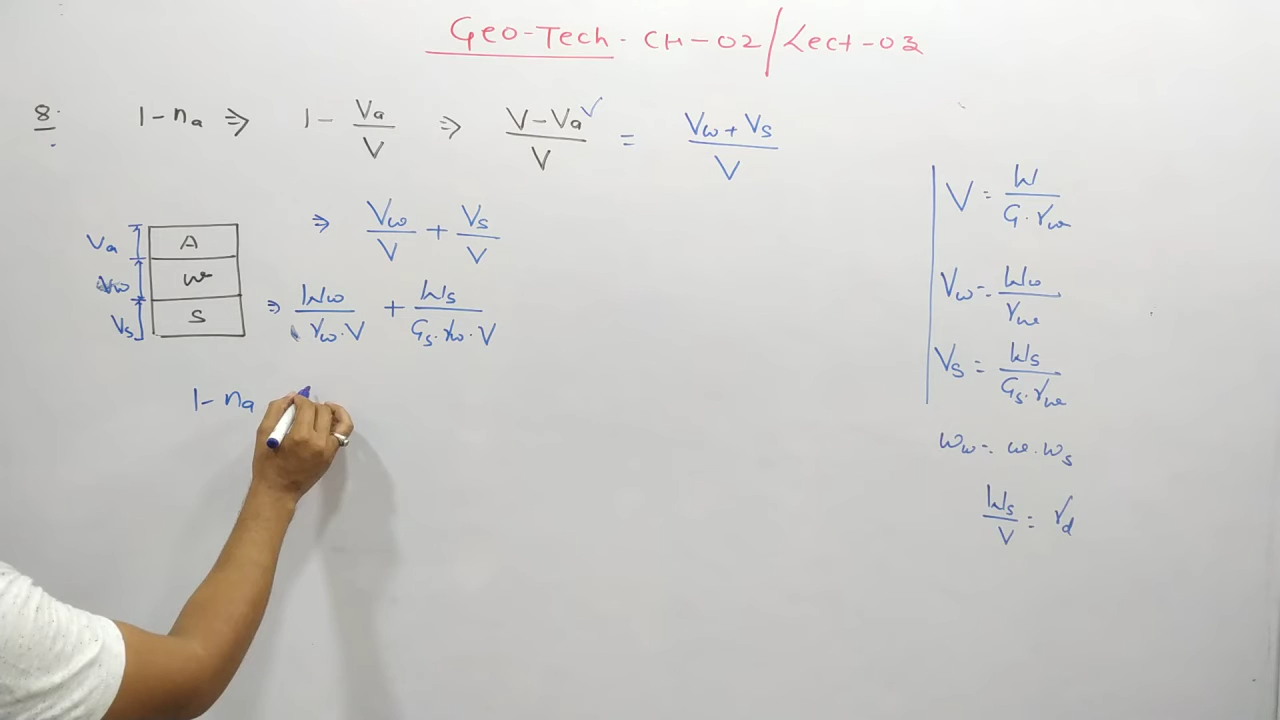 Geo-Tech. CH-02/Lect-03
8. 1-na ⇒ 1 - Va/V ⇒ (V-Va)/V ✓ = (Vw + Vs)/V
⇒ Vw/V + Vs/V
Va A
Vw w
Vs S
⇒ Ww/(γw·V) + Ws/(Gs·γw·V)
1-na
V = W/(G·γw)
Vw = Ww/γw
Vs = Ws/(Gs·γw)
Ww = w·Ws
Ws/V = γd